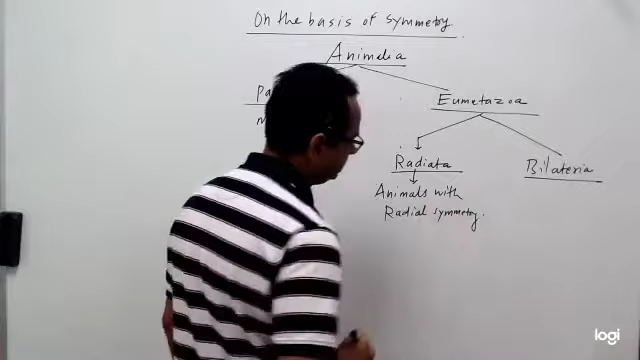 On the basis of symmetry.
Animalia
Eumetazoa
Radiata
Bilateria
Animals with
Radial symmetry.
logi